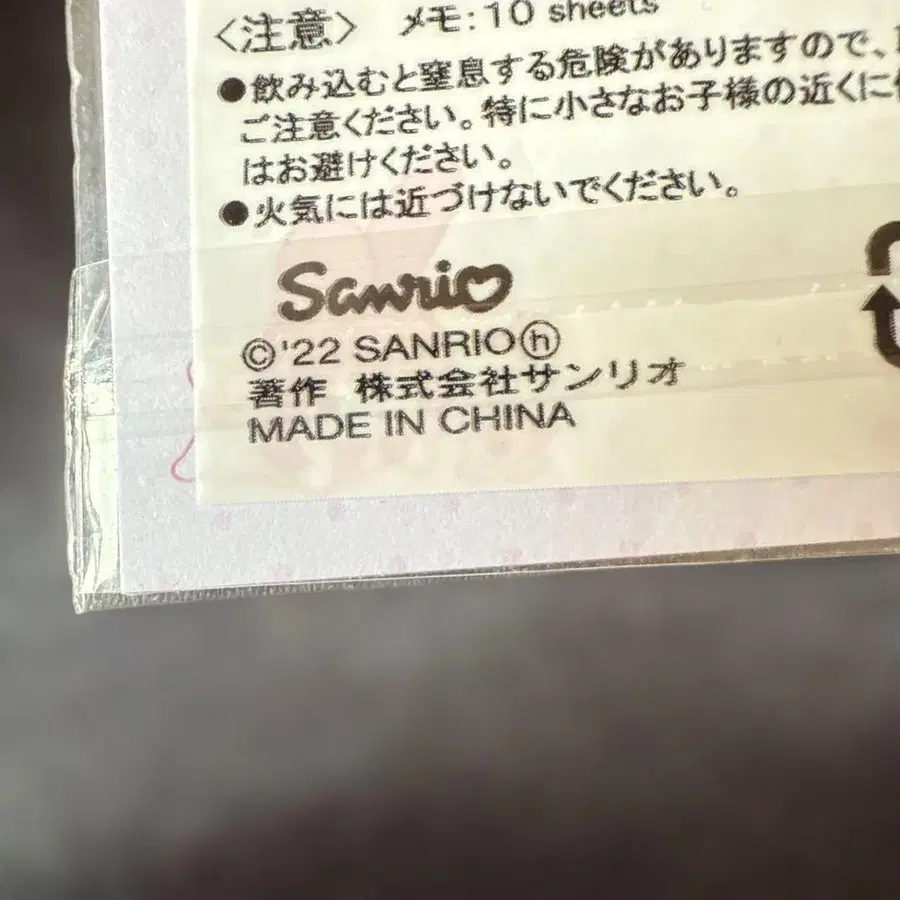 〈注意〉 メモ:10 sheets
●飲み込むと窒息する危険がありますので、
ご注意ください。特に小さなお子様の近くに
はお避けください。
●火気には近づけないでください。
Sanrio
©'22 SANRIOⓗ
著作 株式会社サンリオ
MADE IN CHINA